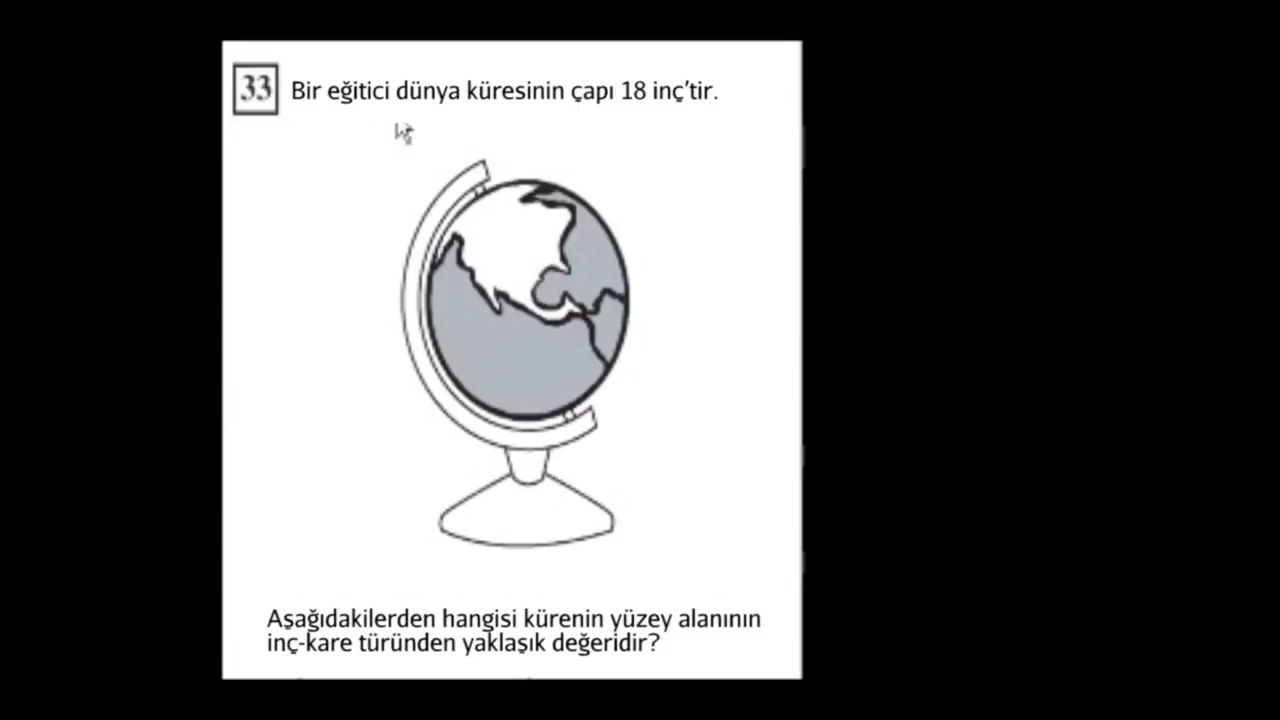 33 Bir eğitici dünya küresinin çapı 18 inç'tir.
Aşağıdakilerden hangisi kürenin yüzey alanının
inç-kare türünden yaklaşık değeridir?